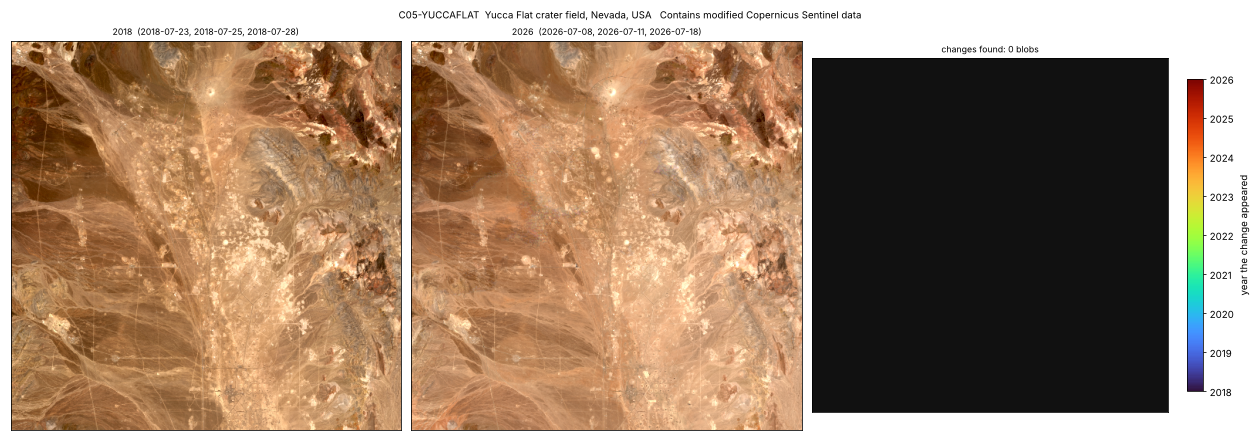 C05-YUCCAFLAT Yucca Flat crater field, Nevada, USA Contains modified Copernicus Sentinel data
2018 (2018-07-23, 2018-07-25, 2018-07-28)
2026 (2026-07-08, 2026-07-11, 2026-07-18)
changes found: 0 blobs
2026
2025
2024
2023
2022
2021
2020
2019
2018
year the change appeared